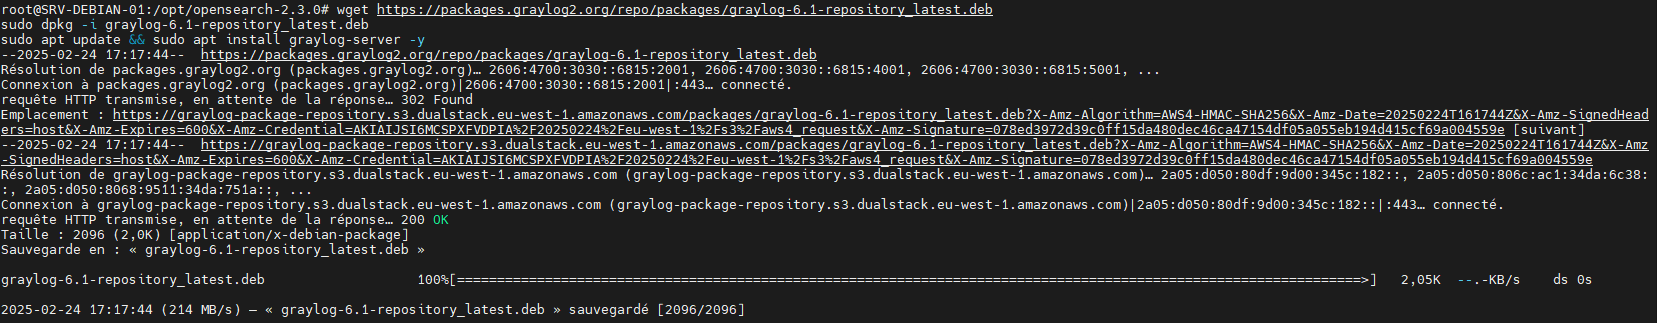 root@SRV-DEBIAN-01:/opt/opensearch-2.3.0# wget https://packages.graylog2.org/repo/packages/graylog-6.1-repository_latest.deb
sudo dpkg -i graylog-6.1-repository_latest.deb
sudo apt update && sudo apt install graylog-server -y
--2025-02-24 17:17:44--  https://packages.graylog2.org/repo/packages/graylog-6.1-repository_latest.deb
Résolution de packages.graylog2.org (packages.graylog2.org)… 2606:4700:3030::6815:2001, 2606:4700:3030::6815:4001, 2606:4700:3030::6815:5001, ...
Connexion à packages.graylog2.org (packages.graylog2.org)|2606:4700:3030::6815:2001|:443… connecté.
requête HTTP transmise, en attente de la réponse… 302 Found
Emplacement : https://graylog-package-repository.s3.dualstack.eu-west-1.amazonaws.com/packages/graylog-6.1-repository_latest.deb?X-Amz-Algorithm=AWS4-HMAC-SHA256&X-Amz-Date=20250224T161744Z&X-Amz-SignedHead
ers=host&X-Amz-Expires=600&X-Amz-Credential=AKIAIJSI6MCSPXFVDPIA%2F20250224%2Feu-west-1%2Fs3%2Faws4_request&X-Amz-Signature=078ed3972d39c0ff15da480dec46ca47154df05a055eb194d415cf69a004559e [suivant]
--2025-02-24 17:17:44--  https://graylog-package-repository.s3.dualstack.eu-west-1.amazonaws.com/packages/graylog-6.1-repository_latest.deb?X-Amz-Algorithm=AWS4-HMAC-SHA256&X-Amz-Date=20250224T161744Z&X-Amz
-SignedHeaders=host&X-Amz-Expires=600&X-Amz-Credential=AKIAIJSI6MCSPXFVDPIA%2F20250224%2Feu-west-1%2Fs3%2Faws4_request&X-Amz-Signature=078ed3972d39c0ff15da480dec46ca47154df05a055eb194d415cf69a004559e
Résolution de graylog-package-repository.s3.dualstack.eu-west-1.amazonaws.com (graylog-package-repository.s3.dualstack.eu-west-1.amazonaws.com)… 2a05:d050:80df:9d00:345c:182::, 2a05:d050:806c:ac1:34da:6c38:
:, 2a05:d050:8068:9511:34da:751a::, ...
Connexion à graylog-package-repository.s3.dualstack.eu-west-1.amazonaws.com (graylog-package-repository.s3.dualstack.eu-west-1.amazonaws.com)|2a05:d050:80df:9d00:345c:182::|:443… connecté.
requête HTTP transmise, en attente de la réponse… 200 OK
Taille : 2096 (2,0K) [application/x-debian-package]
Sauvegarde en : « graylog-6.1-repository_latest.deb »
graylog-6.1-repository_latest.deb 100%[===================================================================================================================>] 2,05K --.-KB/s ds 0s
2025-02-24 17:17:44 (214 MB/s) — « graylog-6.1-repository_latest.deb » sauvegardé [2096/2096]